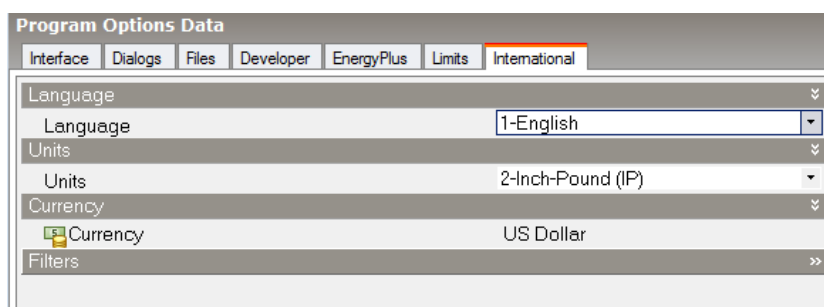 Program Options Data
Interface Dialogs Files Developer EnergyPlus Limits International
Language
Language 1-English
Units
Units 2-Inch-Pound (IP)
Currency
Currency US Dollar
Filters